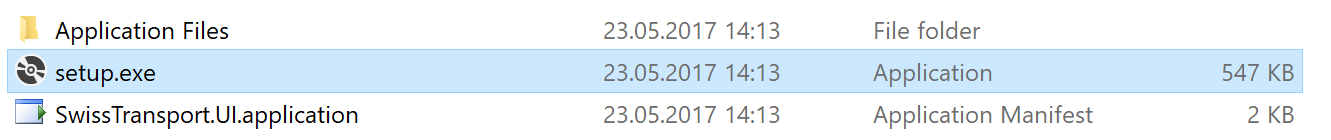 Application Files 23.05.2017 14:13 File folder
setup.exe 23.05.2017 14:13 Application 547 KB
SwissTransport.UI.application 23.05.2017 14:13 Application Manifest 2 KB